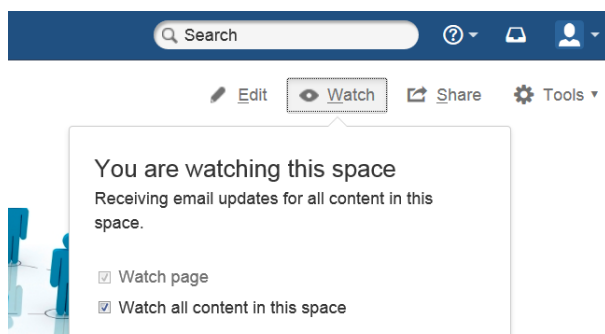 Search
Edit Watch Share Tools
You are watching this space
Receiving email updates for all content in this
space.
Watch page
Watch all content in this space